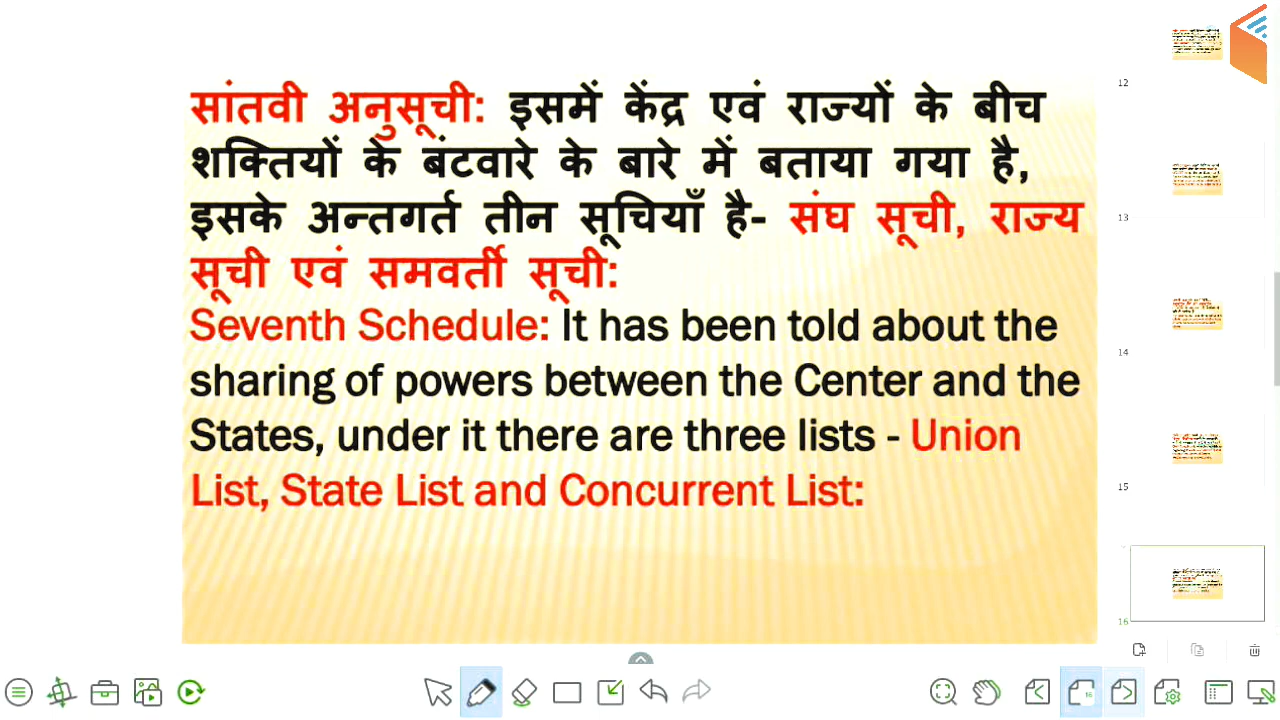 सांतवी अनुसूची: इसमें केंद्र एवं राज्यों के बीच
शक्तियों के बंटवारे के बारे में बताया गया है,
इसके अन्तगर्त तीन सूचियाँ है- संघ सूची, राज्य
सूची एवं समवर्ती सूची:
Seventh Schedule: It has been told about the
sharing of powers between the Center and the
States, under it there are three lists - Union
List, State List and Concurrent List:
12
13
14
15
16
16